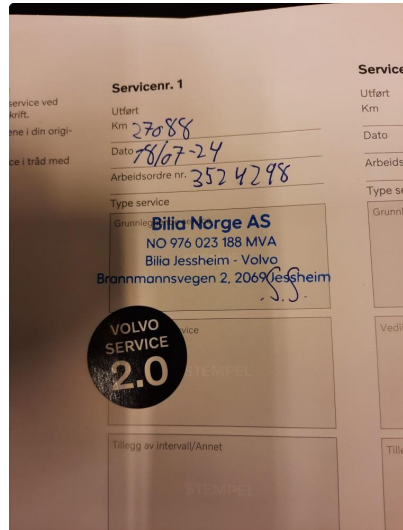 service ved
krift.
ene i din origi-
ce i tråd med
Servicenr. 1
Utført
Km 27088
Dato 18/07-24
Arbeidsordre nr. 3524298
Type service
Bilia Norge AS
NO 976 023 188 MVA
Bilia Jessheim - Volvo
Brannmannsvegen 2, 2069 Jessheim
S.S.
VOLVO
SERVICE
2.0
STEMPEL
Tillegg av intervall/Annet
STEMPEL
Service
Utført
Km
Dato
Arbeids
Type se
Grunnl
Vedl
Tille